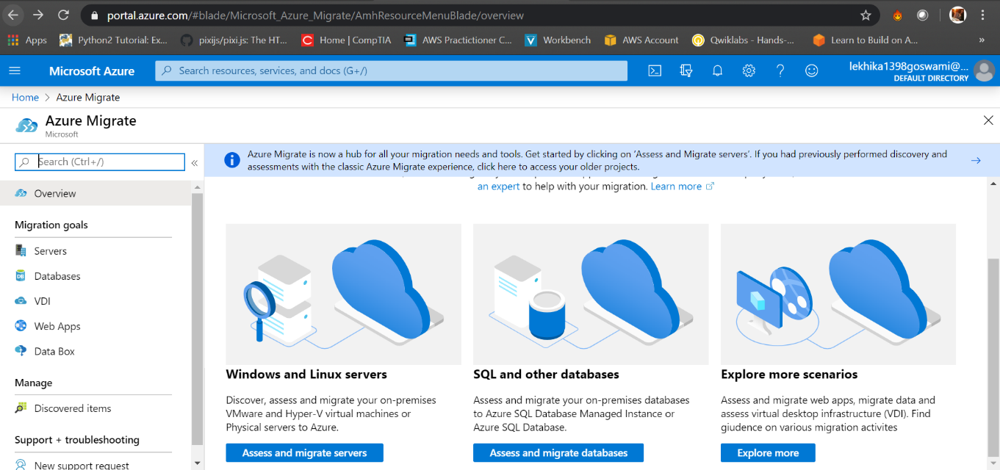 portal.azure.com/#blade/Microsoft_Azure_Migrate/AmhResourceMenuBlade/overview
Apps Python2 Tutorial: Ex... pixijs/pixi.js: The HT... Home | CompTIA AWS Practictioner C... Workbench AWS Account Qwiklabs - Hands-... Learn to Build on A... »
Microsoft Azure Search resources, services, and docs (G+/) lekhika1398goswami@...
DEFAULT DIRECTORY
Home > Azure Migrate
Azure Migrate
Microsoft
Search (Ctrl+/)
Overview
Migration goals
Servers
Databases
VDI
Web Apps
Data Box
Manage
Discovered items
Support + troubleshooting
New support request
Azure Migrate is now a hub for all your migration needs and tools. Get started by clicking on 'Assess and Migrate servers'. If you had previously performed discovery and
assessments with the classic Azure Migrate experience, click here to access your older projects.
an expert to help with your migration. Learn more
Windows and Linux servers
Discover, assess and migrate your on-premises
VMware and Hyper-V virtual machines or
Physical servers to Azure.
Assess and migrate servers
SQL and other databases
Assess and migrate your on-premises databases
to Azure SQL Database Managed Instance or
Azure SQL Database.
Assess and migrate databases
Explore more scenarios
Assess and migrate web apps, migrate data and
assess virtual desktop infrastructure (VDI). Find
giudence on various migration activites
Explore more